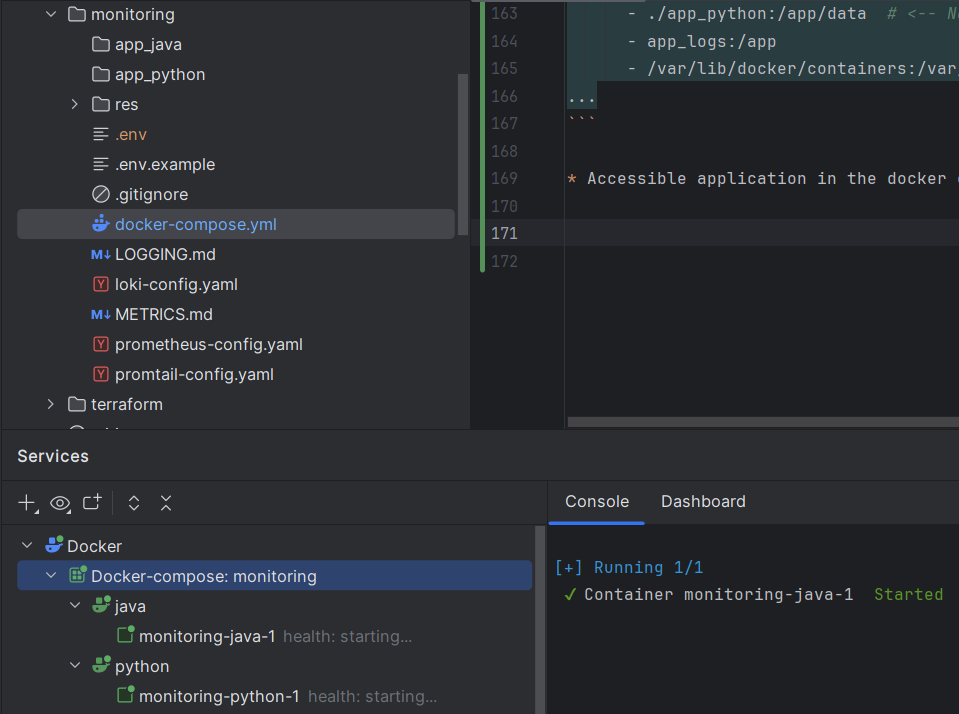 monitoring
app_java
app_python
res
.env
.env.example
.gitignore
docker-compose.yml
M↓ LOGGING.md
Y loki-config.yaml
M↓ METRICS.md
Y prometheus-config.yaml
Y promtail-config.yaml
terraform
163 - ./app_python:/app/data # <--
164 - app_logs:/app
165 - /var/lib/docker/containers:/var
166 ...
167 ```
168
169 * Accessible application in the docker
170
171
172
Services
Console Dashboard
Docker
Docker-compose: monitoring
java
monitoring-java-1 health: starting...
python
monitoring-python-1 health: starting...
[+] Running 1/1
✓ Container monitoring-java-1 Started